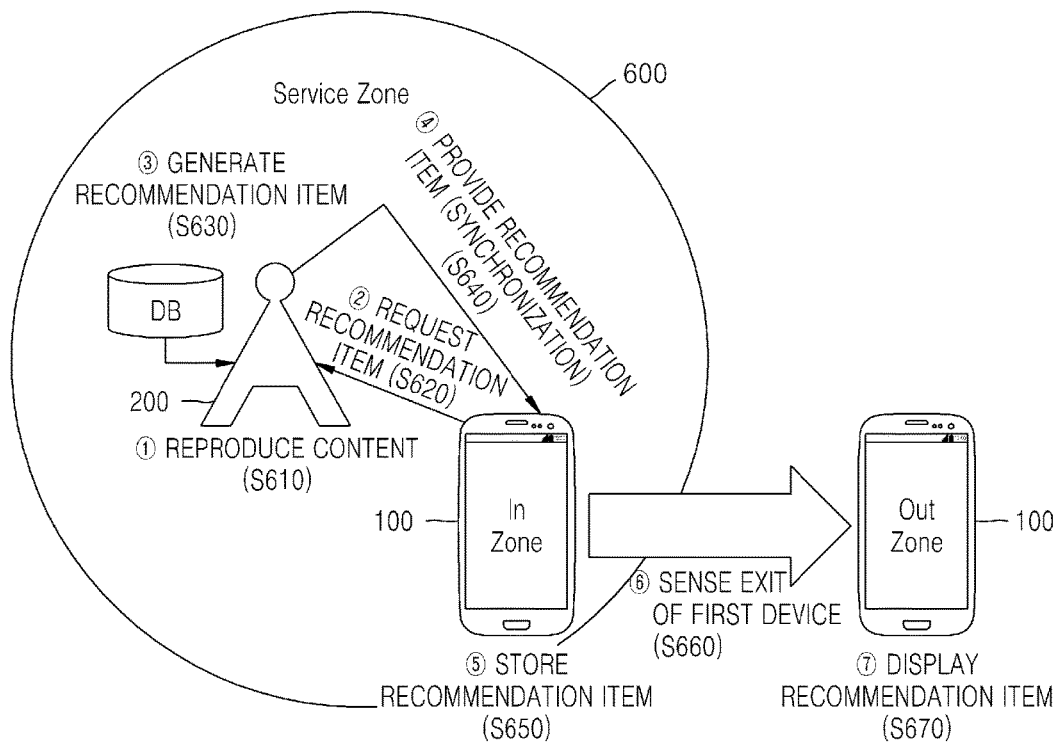 600
Service Zone
③ GENERATE
RECOMMENDATION ITEM
(S630)
④ PROVIDE RECOMMENDATION
ITEM (SYNCHRONIZATION)
(S640)
DB
② REQUEST
RECOMMENDATION
ITEM (S620)
200
① REPRODUCE CONTENT
(S610)
100
In
Zone
Out
Zone
100
⑥ SENSE EXIT
OF FIRST DEVICE
(S660)
⑤ STORE
RECOMMENDATION ITEM
(S650)
⑦ DISPLAY
RECOMMENDATION ITEM
(S670)